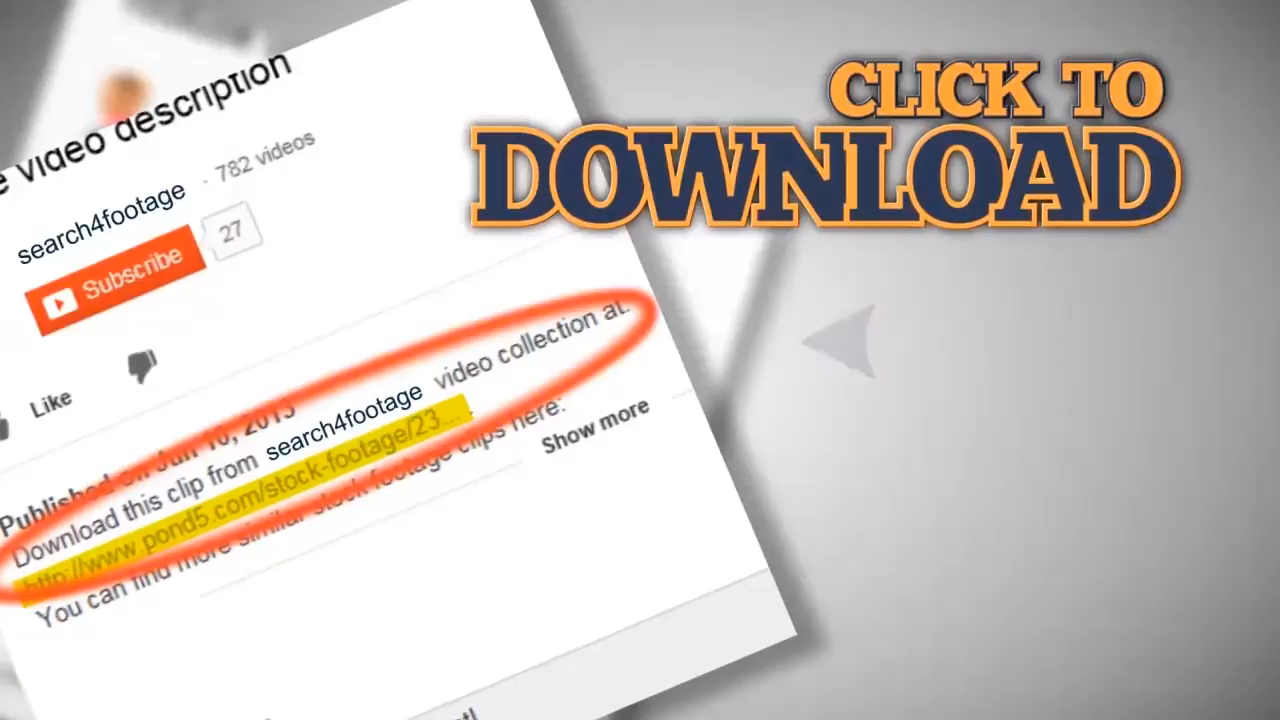 CLICK TO
DOWNLOAD
e video description
search4footage · 782 videos
Subscribe 27
Like
Published on Jun 10, 2013
Download this clip from search4footage video collection at:
http://www.pond5.com/stock-footage/23...
You can find more similar stock footage clips here:
Show more